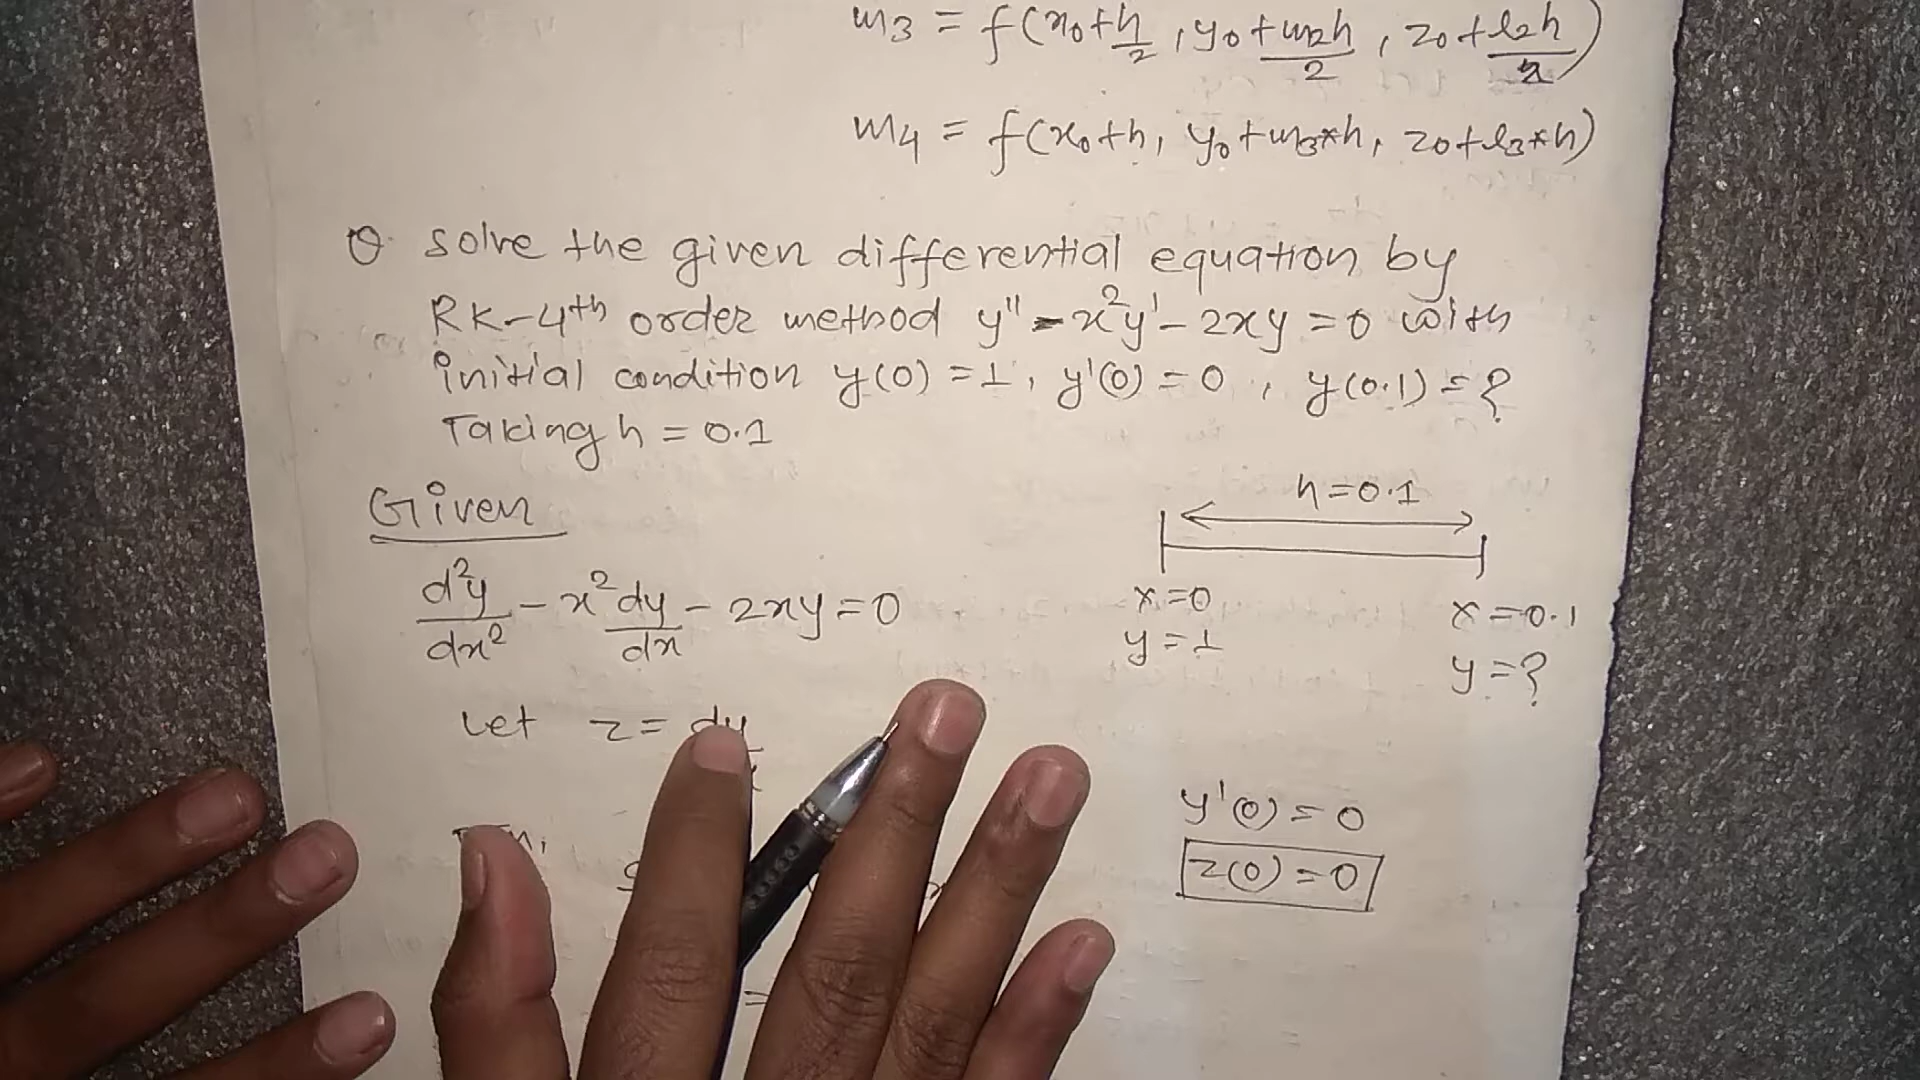 m3 = f(x0+h/2, y0+m2h/2, z0+l2h/2)
m4 = f(x0+h, y0+m3*h, z0+l3*h)
Q. solve the given differential equation by
RK-4th order method y'' - x²y' - 2xy = 0 with
initial condition y(0) = 1, y'(0) = 0, y(0.1) = ?
Taking h = 0.1
Given
h = 0.1
d²y/dx² - x²dy/dx - 2xy = 0
x = 0
y = 1
x = 0.1
y = ?
Let z = dy
y'(0) = 0
z(0) = 0